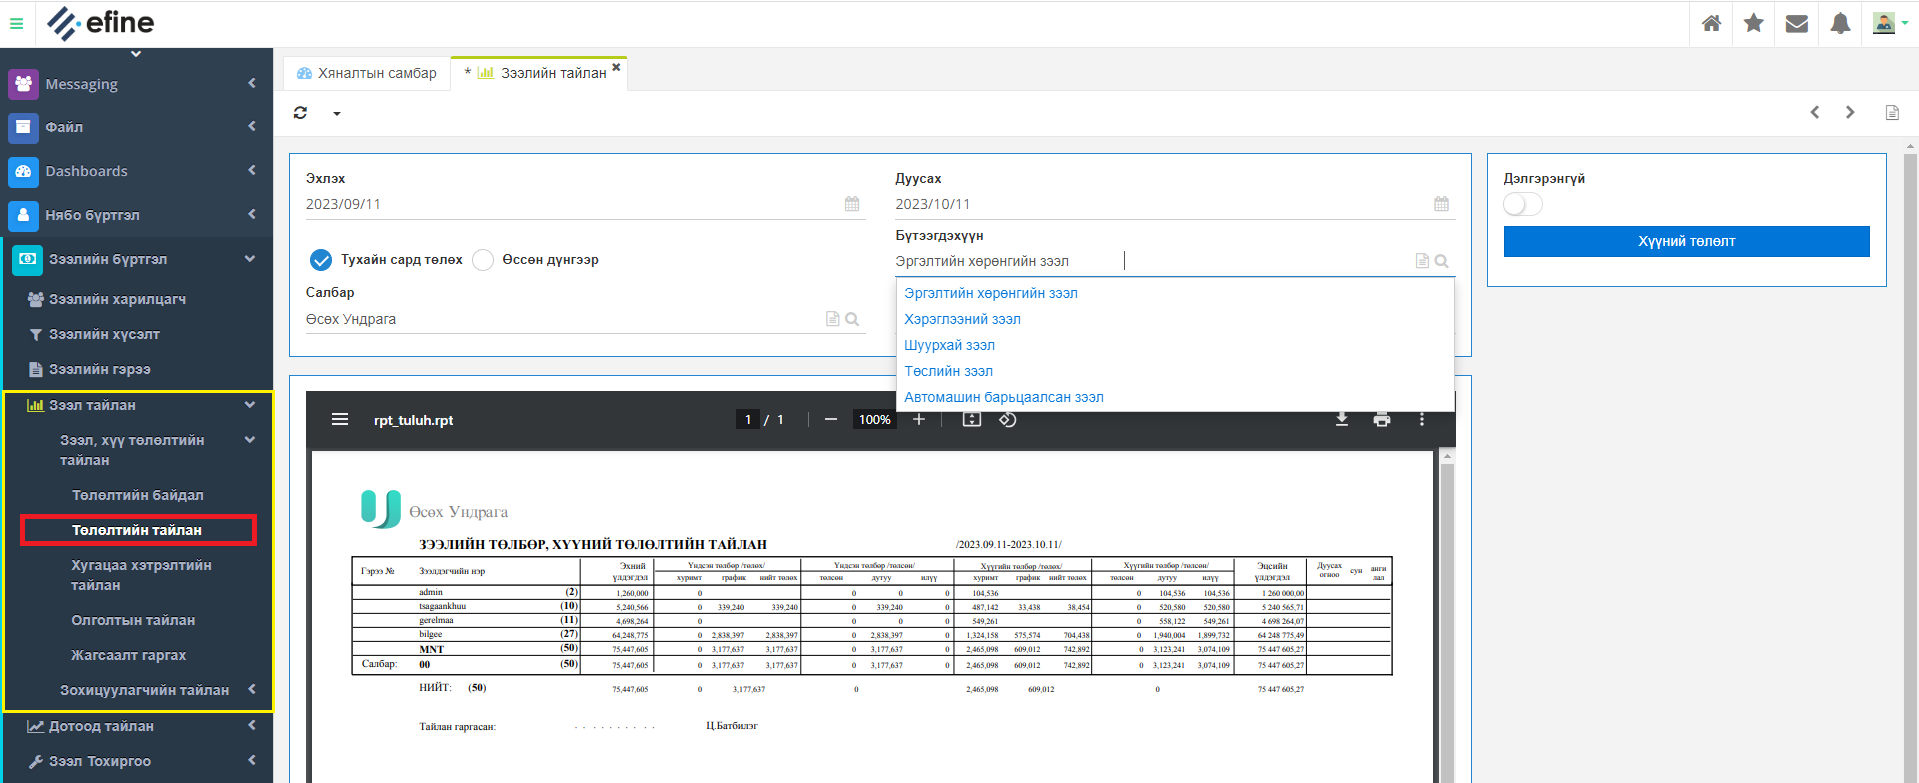 efine
Messaging
Файл
Dashboards
Нябо бүртгэл
Зээлийн бүртгэл
Зээлийн харилцагч
Зээлийн хүсэлт
Зээлийн гэрээ
Зээл тайлан
Зээл, хүү төлөлтийн
тайлан
Төлөлтийн байдал
Төлөлтийн тайлан
Хугацаа хэтрэлтийн
тайлан
Олголтын тайлан
Жагсаалт гаргах
Зохицуулагчийн тайлан
Дотоод тайлан
Зээл Тохиргоо
Хяналтын самбар
* Зээлийн тайлан
Эхлэх
2023/09/11
Дуусах
2023/10/11
Тухайн сард төлөх Өссөн дүнгээр
Бүтээгдэхүүн
Эргэлтийн хөрөнгийн зээл
Эргэлтийн хөрөнгийн зээл
Хэрэглээний зээл
Шуурхай зээл
Төслийн зээл
Автомашин барьцаалсан зээл
Салбар
Өсөх Ундрага
Дэлгэрэнгүй
Хүүний төлөлт
rpt_tuluh.rpt 1 / 1 100%
Өсөх Ундрага
ЗЭЭЛИЙН ТӨЛБӨР, ХҮҮНИЙ ТӨЛӨЛТИЙН ТАЙЛАН /2023.09.11-2023.10.11/
Гэрээ № Зээлдэгчийн нэр Эхний үлдэгдэл Үндсэн төлбөр /төлөх/ Үндсэн төлбөр /төлсөн/ Хүүгийн төлбөр /төлөх/ Хүүгийн төлбөр /төлсөн/ Эцсийн үлдэгдэл Дуусах огноо сун анги лал
хуримт график нийт төлөх төлсөн дутуу илүү хуримт график нийт төлөх төлсөн дутуу илүү
admin (2) 1,260,000 0 0 0 0 104,536 0 104,536 104,536 1 260 000,00
tsagaankhuu (10) 5,240,566 0 339,240 339,240 0 339,240 0 487,142 33,438 38,454 0 520,580 520,580 5 240 565,71
gerelmaa (11) 4,698,264 0 0 0 0 549,261 0 558,122 549,261 4 698 264,07
bilgee (27) 64,248,775 0 2,838,397 2,838,397 0 2,838,397 0 1,324,158 575,574 704,438 0 1,940,004 1,899,732 64 248 775,49
MNT (50) 75,447,605 0 3,177,637 3,177,637 0 3,177,637 0 2,465,098 609,012 742,892 0 3,123,241 3,074,109 75 447 605,27
Салбар: 00 (50) 75,447,605 0 3,177,637 3,177,637 0 3,177,637 0 2,465,098 609,012 742,892 0 3,123,241 3,074,109 75 447 605,27
НИЙТ: (50) 75,447,605 0 3,177,637 0 2,465,098 609,012 0 75 447 605,27
Тайлан гаргасан: . . . . . . . . . . Ц.Батбилэг